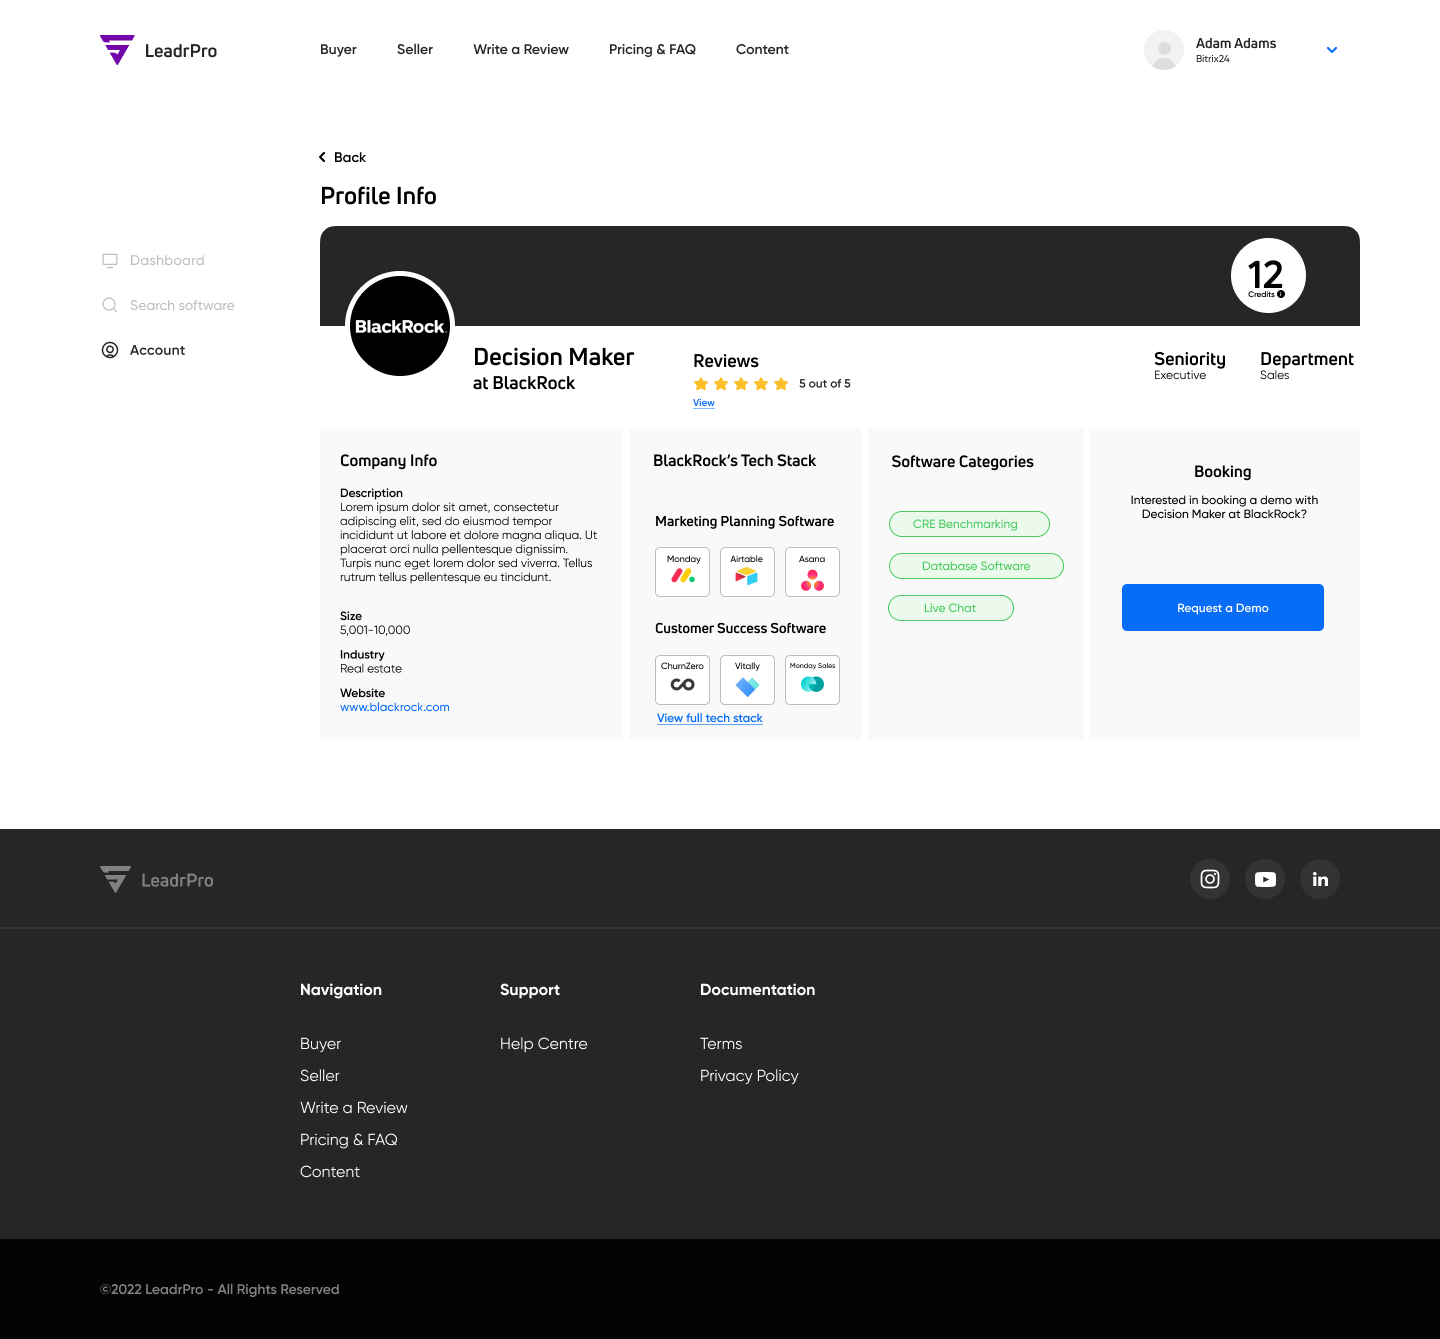 LeadrPro
Buyer
Seller
Write a Review
Pricing & FAQ
Content
Adam Adams
Bitrix24
Back
Profile Info
Dashboard
Search software
Account
12
Credits
BlackRock
Decision Maker
at BlackRock
Reviews
5 out of 5
View
Seniority
Executive
Department
Sales
Company Info
Description
Lorem ipsum dolor sit amet, consectetur
adipiscing elit, sed do eiusmod tempor
incididunt ut labore et dolore magna aliqua. Ut
placerat orci nulla pellentesque dignissim.
Turpis nunc eget lorem dolor sed viverra. Tellus
rutrum tellus pellentesque eu tincidunt.
Size
5,001-10,000
Industry
Real estate
Website
www.blackrock.com
BlackRock’s Tech Stack
Marketing Planning Software
Monday
Airtable
Asana
Customer Success Software
ChurnZero
Vitally
Monday Sales
View full tech stack
Software Categories
CRE Benchmarking
Database Software
Live Chat
Booking
Interested in booking a demo with
Decision Maker at BlackRock?
Request a Demo
LeadrPro
in
Navigation
Buyer
Seller
Write a Review
Pricing & FAQ
Content
Support
Help Centre
Documentation
Terms
Privacy Policy
©2022 LeadrPro - All Rights Reserved